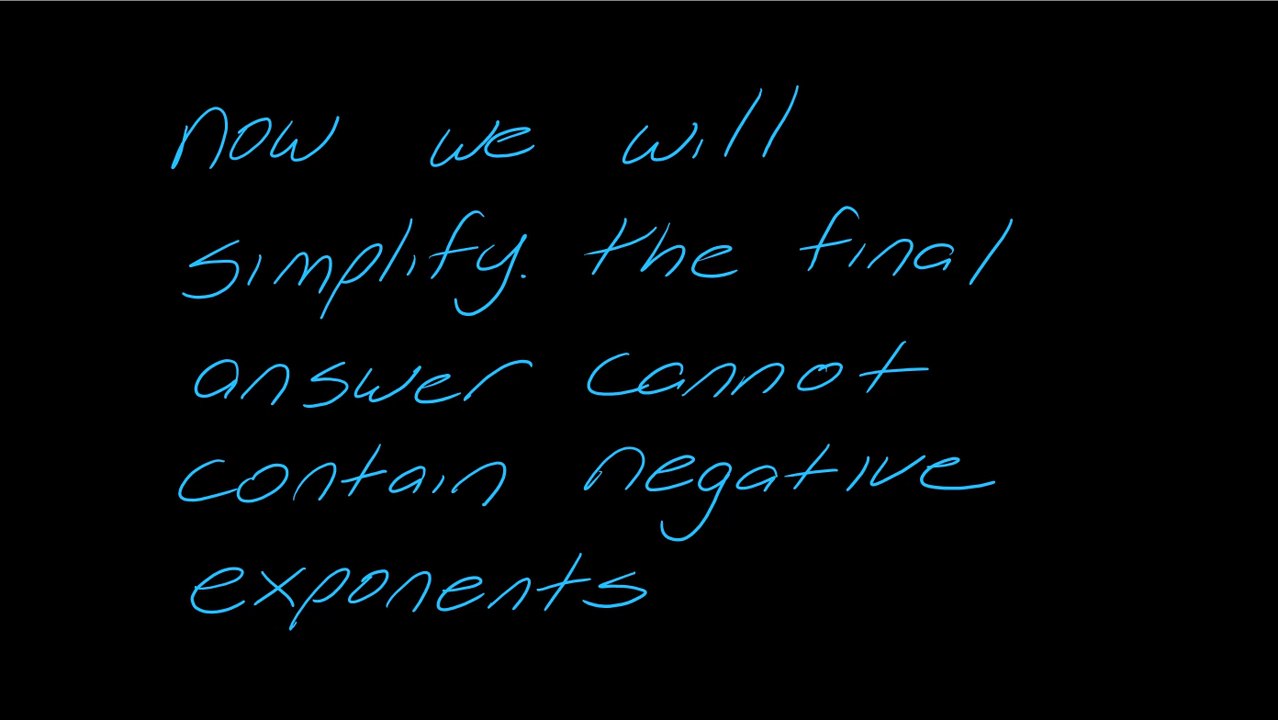 now we will
simplify. the final
answer cannot
contain negative
exponents